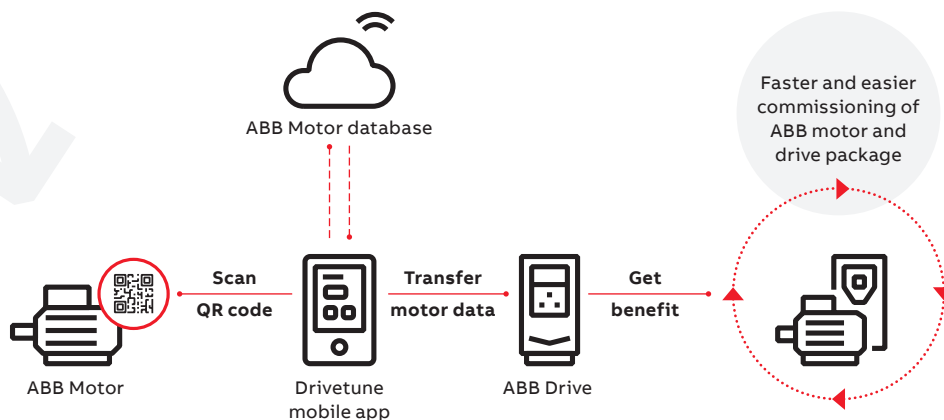 Faster and easier
commissioning of
ABB motor and
drive package
ABB Motor database
Scan
QR code
Transfer
motor data
Get
benefit
ABB Motor
Drivetune
mobile app
ABB Drive